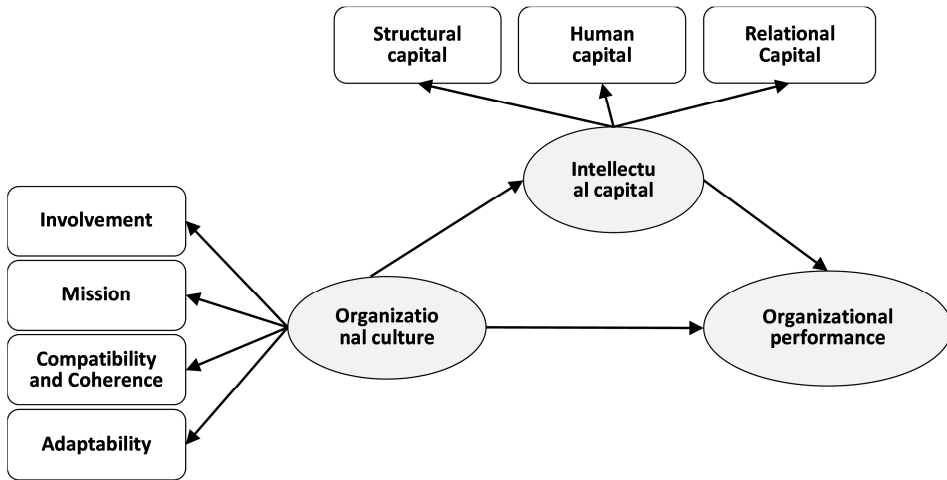 Structural
capital
Human
capital
Relational
Capital
Intellectu
al capital
Involvement
Mission
Compatibility
and Coherence
Adaptability
Organizatio
nal culture
Organizational
performance